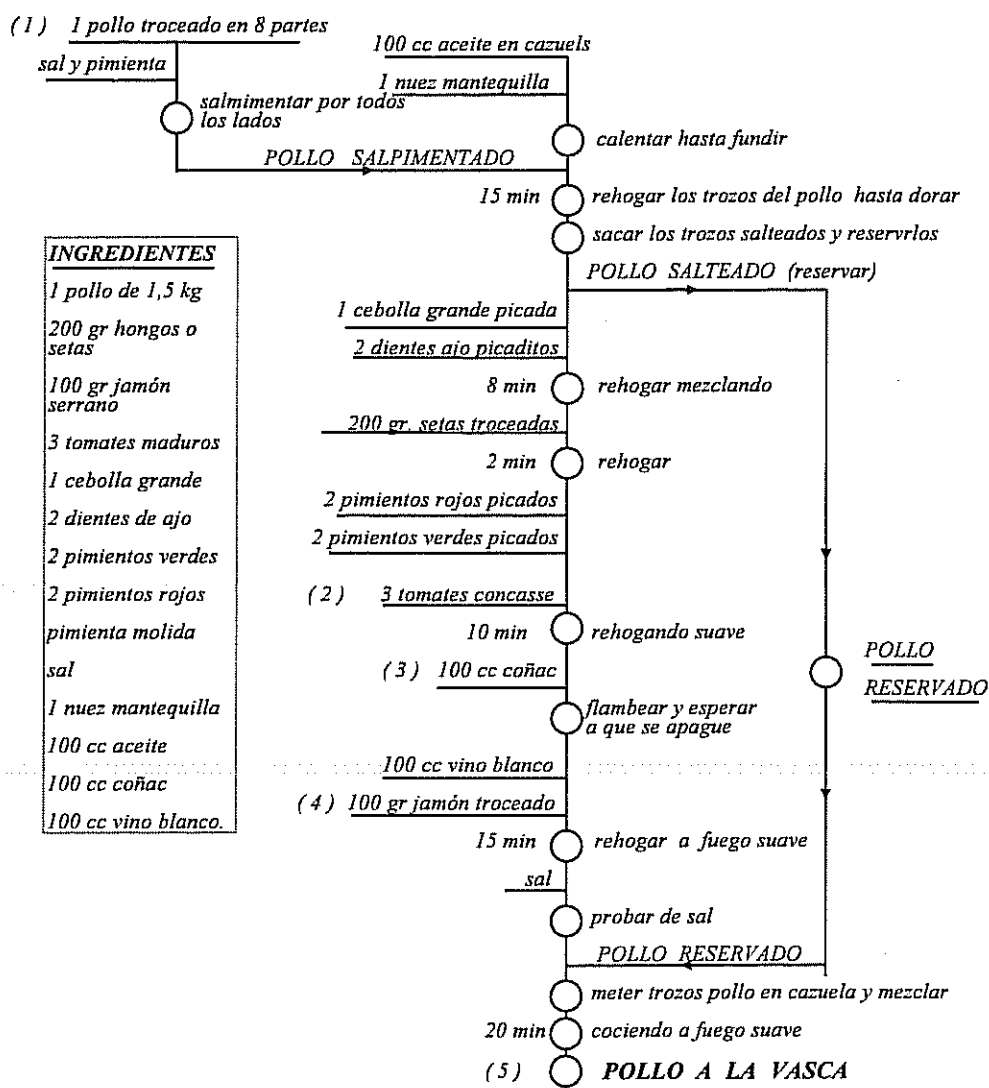 (1) 1 pollo troceado en 8 partes
sal y pimienta
salmimentar por todos
los lados
POLLO SALPIMENTADO
100 cc aceite en cazuels
1 nuez mantequilla
calentar hasta fundir
15 min rehogar los trozos del pollo hasta dorar
sacar los trozos salteados y reservrlos
POLLO SALTEADO (reservar)
INGREDIENTES
1 pollo de 1,5 kg
200 gr hongos o
setas
100 gr jamón
serrano
3 tomates maduros
1 cebolla grande
2 dientes de ajo
2 pimientos verdes
2 pimientos rojos
pimienta molida
sal
1 nuez mantequilla
100 cc aceite
100 cc coñac
100 cc vino blanco.
1 cebolla grande picada
2 dientes ajo picaditos
8 min rehogar mezclando
200 gr. setas troceadas
2 min rehogar
2 pimientos rojos picados
2 pimientos verdes picados
(2) 3 tomates concasse
10 min rehogando suave
(3) 100 cc coñac
flambear y esperar
a que se apague
POLLO
RESERVADO
100 cc vino blanco
(4) 100 gr jamón troceado
15 min rehogar a fuego suave
sal
probar de sal
POLLO RESERVADO
meter trozos pollo en cazuela y mezclar
20 min cociendo a fuego suave
(5) POLLO A LA VASCA